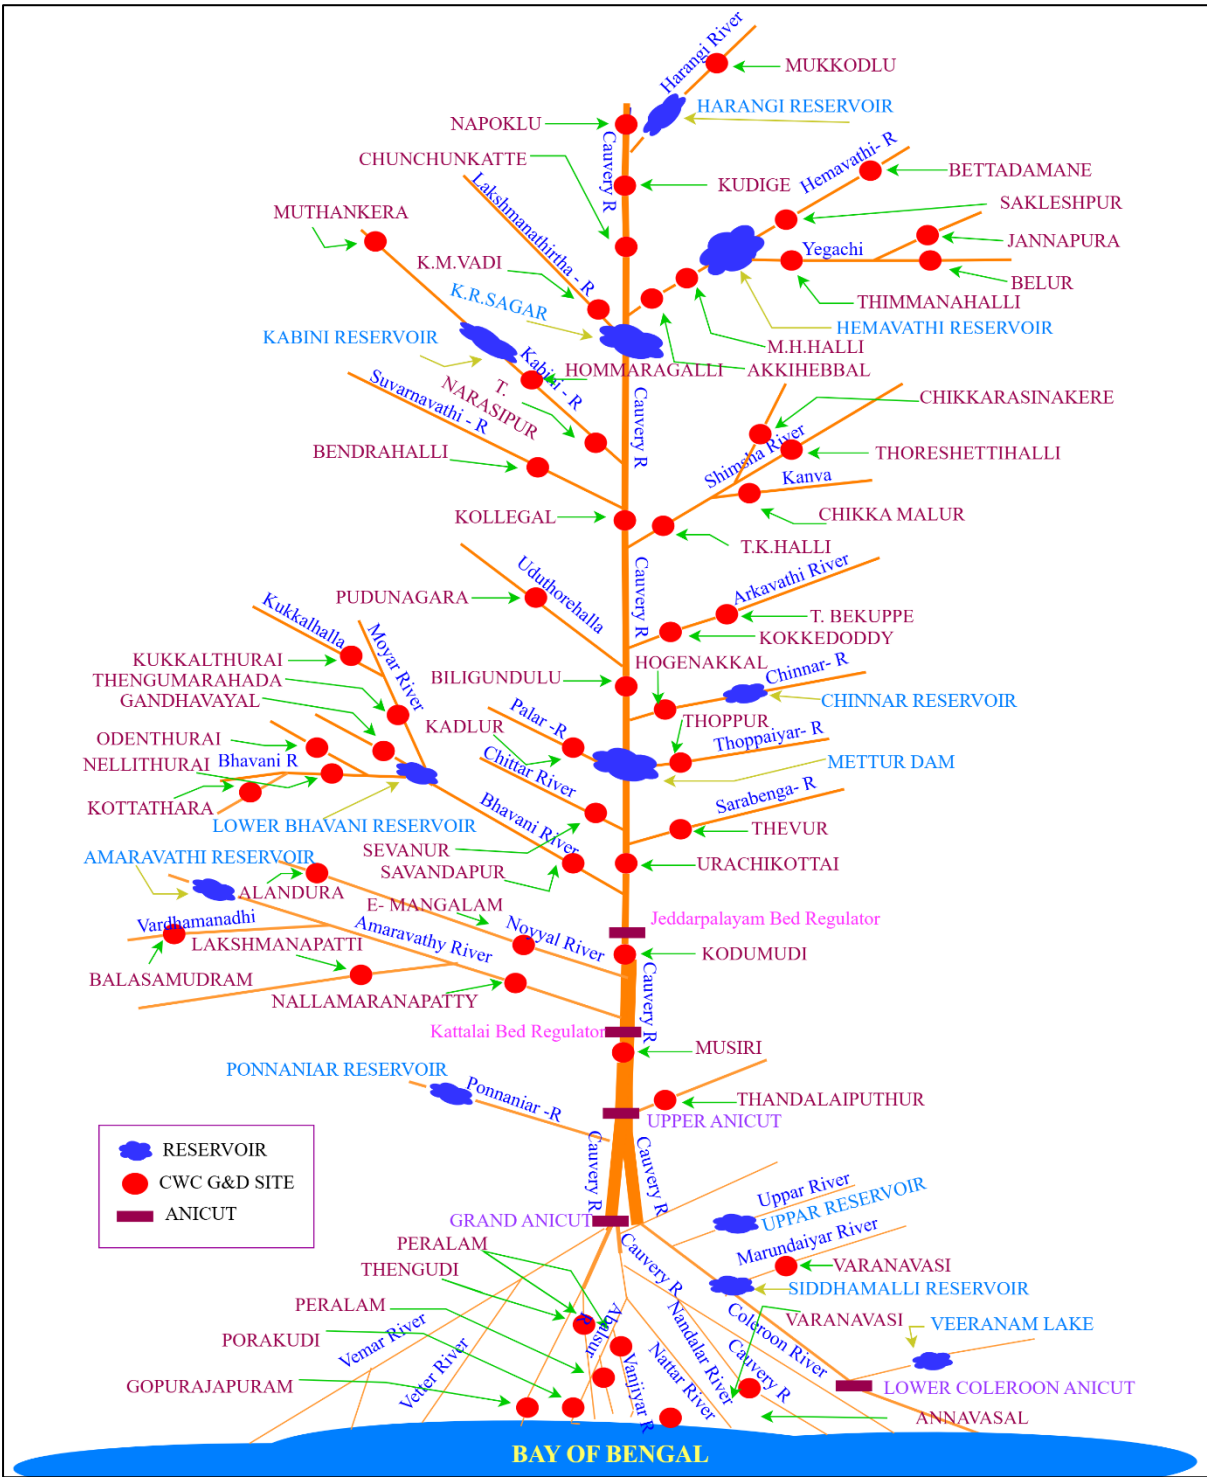 Harangi River
MUKKODLU
HARANGI RESERVOIR
NAPOKLU
Cauvery R
CHUNCHUNKATTE
KUDIGE
Hemavathi- R
BETTADAMANE
SAKLESHPUR
Lakshmanathirtha - R
MUTHANKERA
JANNAPURA
Yegachi
K.M.VADI
BELUR
K.R.SAGAR
THIMMANAHALLI
HEMAVATHI RESERVOIR
KABINI RESERVOIR
M.H.HALLI
HOMMARAGALLI
AKKIHEBBAL
Kabini - R
T.
NARASIPUR
Suvarnavathi - R
Cauvery R
CHIKKARASINAKERE
BENDRAHALLI
Shimsha River
THORESHETTIHALLI
Kanva
KOLLEGAL
CHIKKA MALUR
T.K.HALLI
Uduthorehalla
Cauvery R
Arkavathi River
PUDUNAGARA
T. BEKUPPE
Kukkalhalla
KOKKEDODDY
Moyar River
KUKKALTHURAI
HOGENAKKAL
Chinnar- R
THENGUMARAHADA
BILIGUNDULU
GANDHAVAYAL
CHINNAR RESERVOIR
Palar -R
THOPPUR
KADLUR
Thoppaiyar- R
ODENTHURAI
Bhavani R
Chittar River
METTUR DAM
NELLITHURAI
KOTTATHARA
Sarabenga- R
LOWER BHAVANI RESERVOIR
Bhavani River
THEVUR
SEVANUR
AMARAVATHI RESERVOIR
SAVANDAPUR
URACHIKOTTAI
ALANDURA
E- MANGALAM
Vardhamanadhi
Amaravathy River
Noyyal River
Jeddarpalayam Bed Regulator
LAKSHMANAPATTI
KODUMUDI
BALASAMUDRAM
NALLAMARANAPATTY
Cauvery R
Kattalai Bed Regulator
MUSIRI
PONNANIAR RESERVOIR
Ponnaniar -R
THANDALAIPUTHUR
UPPER ANICUT
RESERVOIR
CWC G&D SITE
ANICUT
Cauvery R
Cauvery R
Uppar River
UPPAR RESERVOIR
GRAND ANICUT
Marundaiyar River
PERALAM
Cauvery R
VARANAVASI
THENGUDI
SIDDHAMALLI RESERVOIR
PERALAM
Coleroon River
VARANAVASI
VEERANAM LAKE
PORAKUDI
Vemar River
Vetter River
Vanjiyar R
Nattar River
Nandalar River
Cauvery R
GOPURAJAPURAM
LOWER COLEROON ANICUT
ANNAVASAL
BAY OF BENGAL